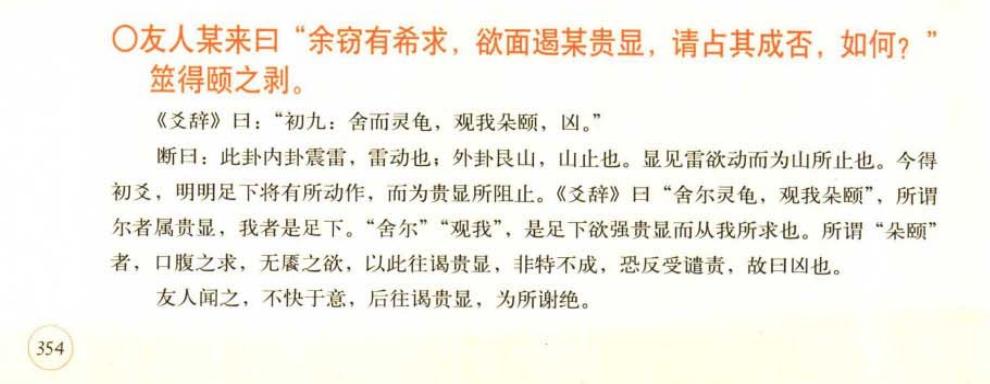 〇友人某来曰“余窃有希求，欲面遏某贵显，请占其成否，如何？”
筮得颐之剥。
《爻辞》曰：“初九：舍而灵龟，观我朵颐，凶。”
断曰：此卦内卦震雷，雷动也；外卦艮山，山止也。显见雷欲动而为山所止也。今得
初爻，明明足下将有所动作，而为贵显所阻止。《爻辞》曰“舍尔灵龟，观我朵颐”，所谓
尔者属贵显，我者是足下。“舍尔”“观我”，是足下欲强贵显而从我所求也。所谓“朵颐”
者，口腹之求，无餍之欲，以此往谒贵显，非特不成，恐反受谴责，故曰凶也。
友人闻之，不快于意，后往谒贵显，为所谢绝。
354